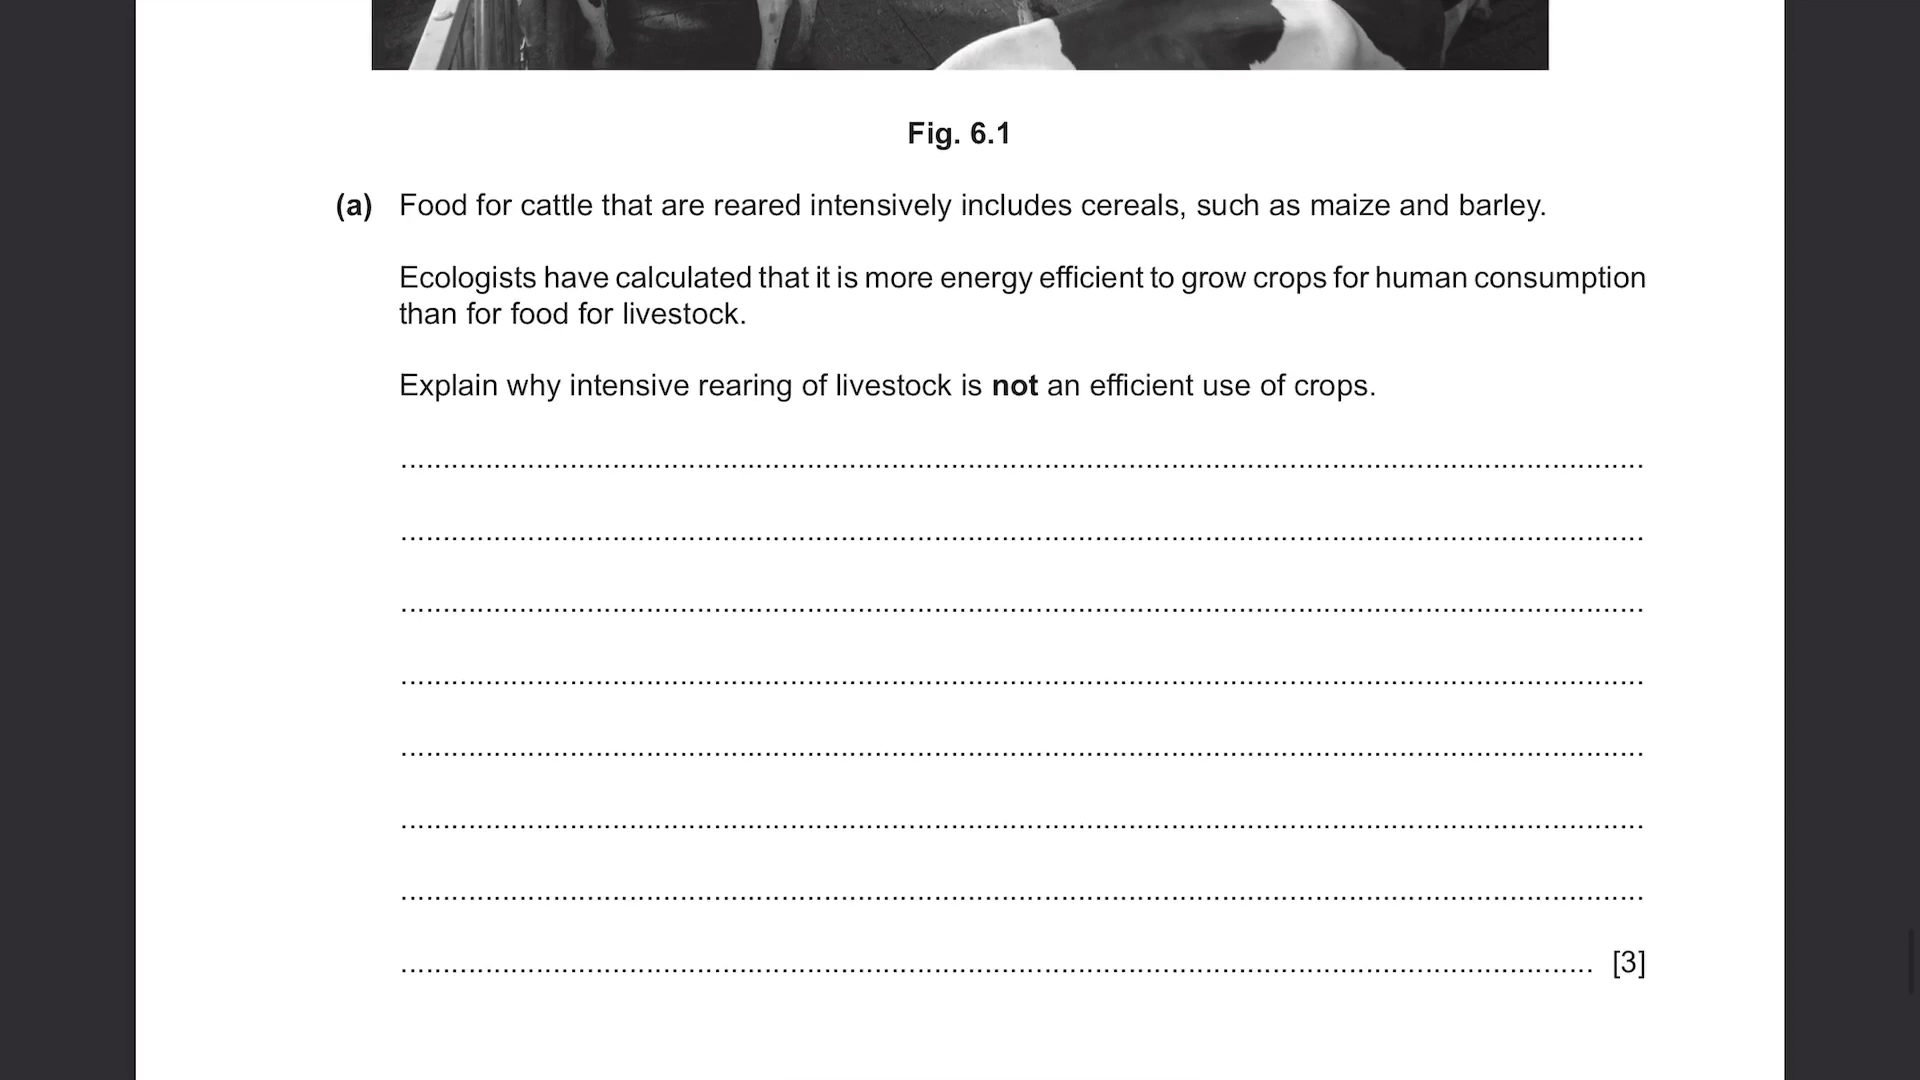 Fig. 6.1
(a) Food for cattle that are reared intensively includes cereals, such as maize and barley.
Ecologists have calculated that it is more energy efficient to grow crops for human consumption
than for food for livestock.
Explain why intensive rearing of livestock is not an efficient use of crops.
[3]